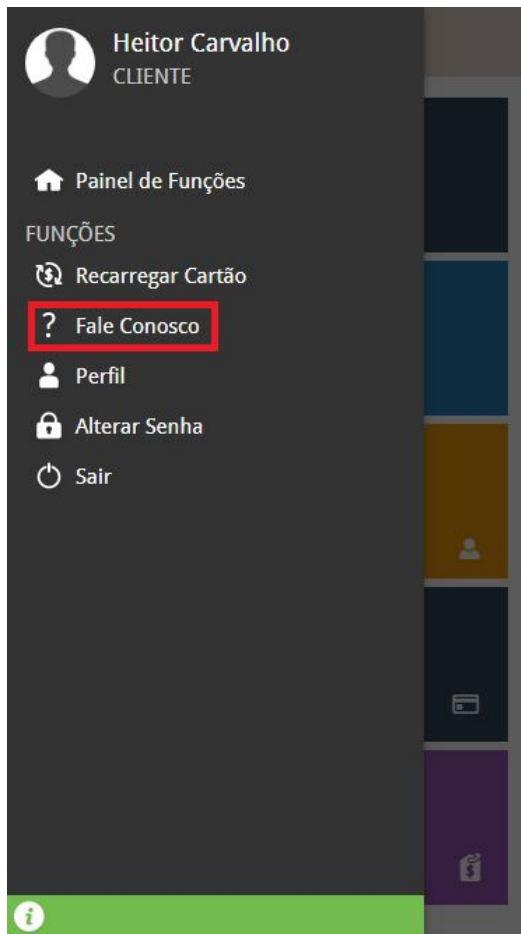 Heitor Carvalho
CLIENTE
Painel de Funções
FUNÇÕES
Recarregar Cartão
Fale Conosco
Perfil
Alterar Senha
Sair